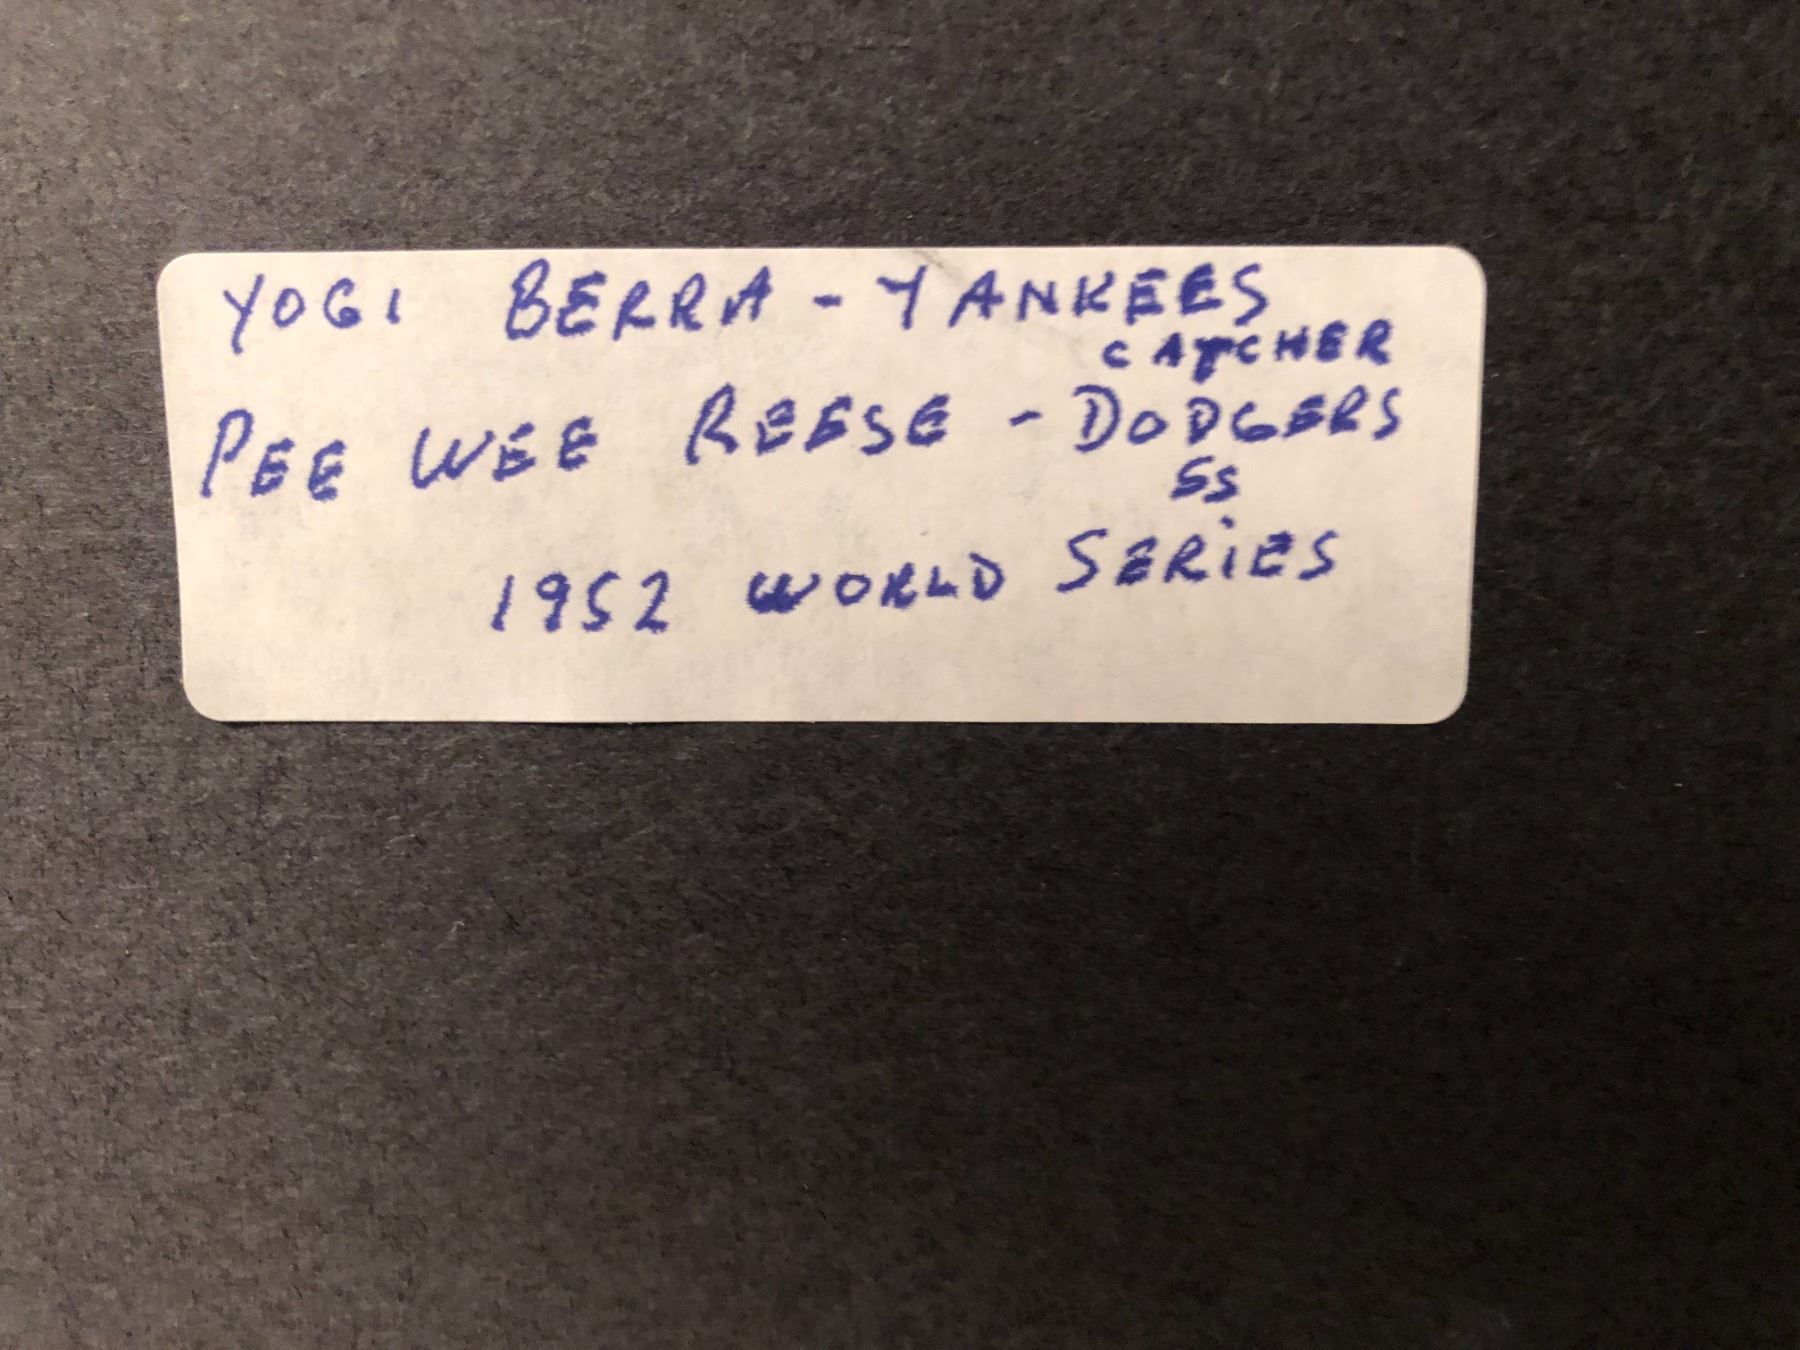 YOGI BERRA - YANKEES
CATCHER
PEE WEE REESE - DODGERS
SS
1952 WORLD SERIES